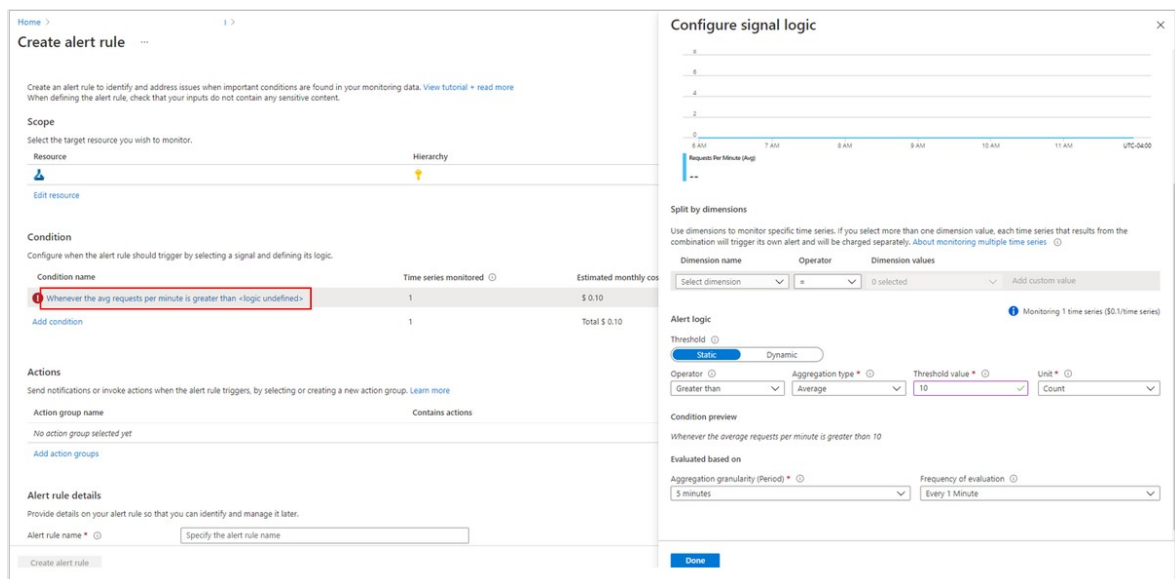 Home >
>
Create alert rule ...
Create an alert rule to identify and address issues when important conditions are found in your monitoring data. View tutorial + read more
When defining the alert rule, check that your inputs do not contain any sensitive content.
Scope
Select the target resource you wish to monitor.
Resource Hierarchy
Edit resource
Condition
Configure when the alert rule should trigger by selecting a signal and defining its logic.
Condition name Time series monitored Estimated monthly cos
Whenever the avg requests per minute is greater than <logic undefined> 1 $ 0.10
Add condition 1 Total $ 0.10
Actions
Send notifications or invoke actions when the alert rule triggers, by selecting or creating a new action group. Learn more
Action group name Contains actions
No action group selected yet
Add action groups
Alert rule details
Provide details on your alert rule so that you can identify and manage it later.
Alert rule name * Specify the alert rule name
Create alert rule
Configure signal logic
8
6
4
2
0
6 AM 7 AM 8 AM 9 AM 10 AM 11 AM UTC-04:00
Requests Per Minute (Avg)
--
Split by dimensions
Use dimensions to monitor specific time series. If you select more than one dimension value, each time series that results from the
combination will trigger its own alert and will be charged separately. About monitoring multiple time series
Dimension name Operator Dimension values
Select dimension = 0 selected Add custom value
Monitoring 1 time series ($0.1/time series)
Alert logic
Threshold
Static Dynamic
Operator Aggregation type * Threshold value * Unit *
Greater than Average 10 Count
Condition preview
Whenever the average requests per minute is greater than 10
Evaluated based on
Aggregation granularity (Period) * Frequency of evaluation
5 minutes Every 1 Minute
Done